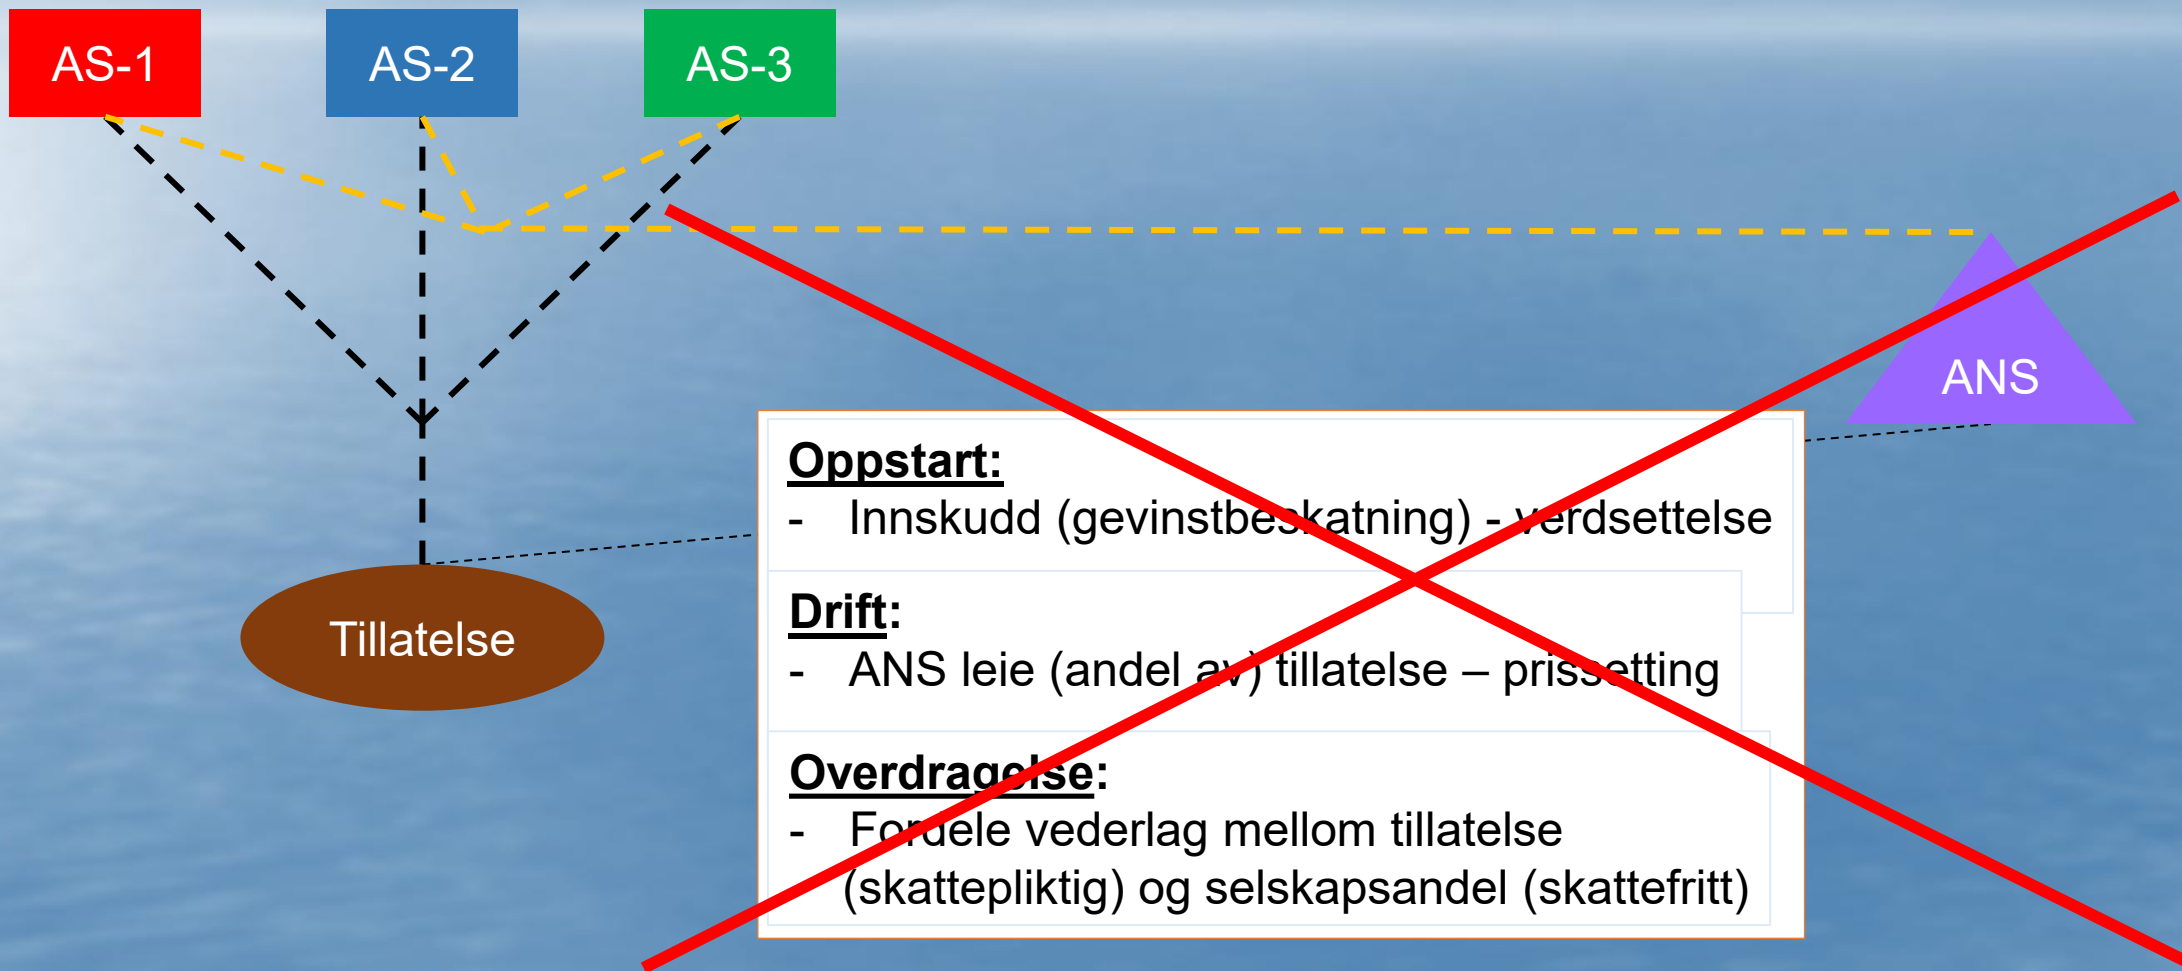 AS-1
AS-2
AS-3
ANS
Oppstart:
- Innskudd (gevinstbeskatning) - verdsettelse
Drift:
- ANS leie (andel av) tillatelse – prissetting
Tillatelse
Overdragelse:
- Fordele vederlag mellom tillatelse
(skattepliktig) og selskapsandel (skattefritt)